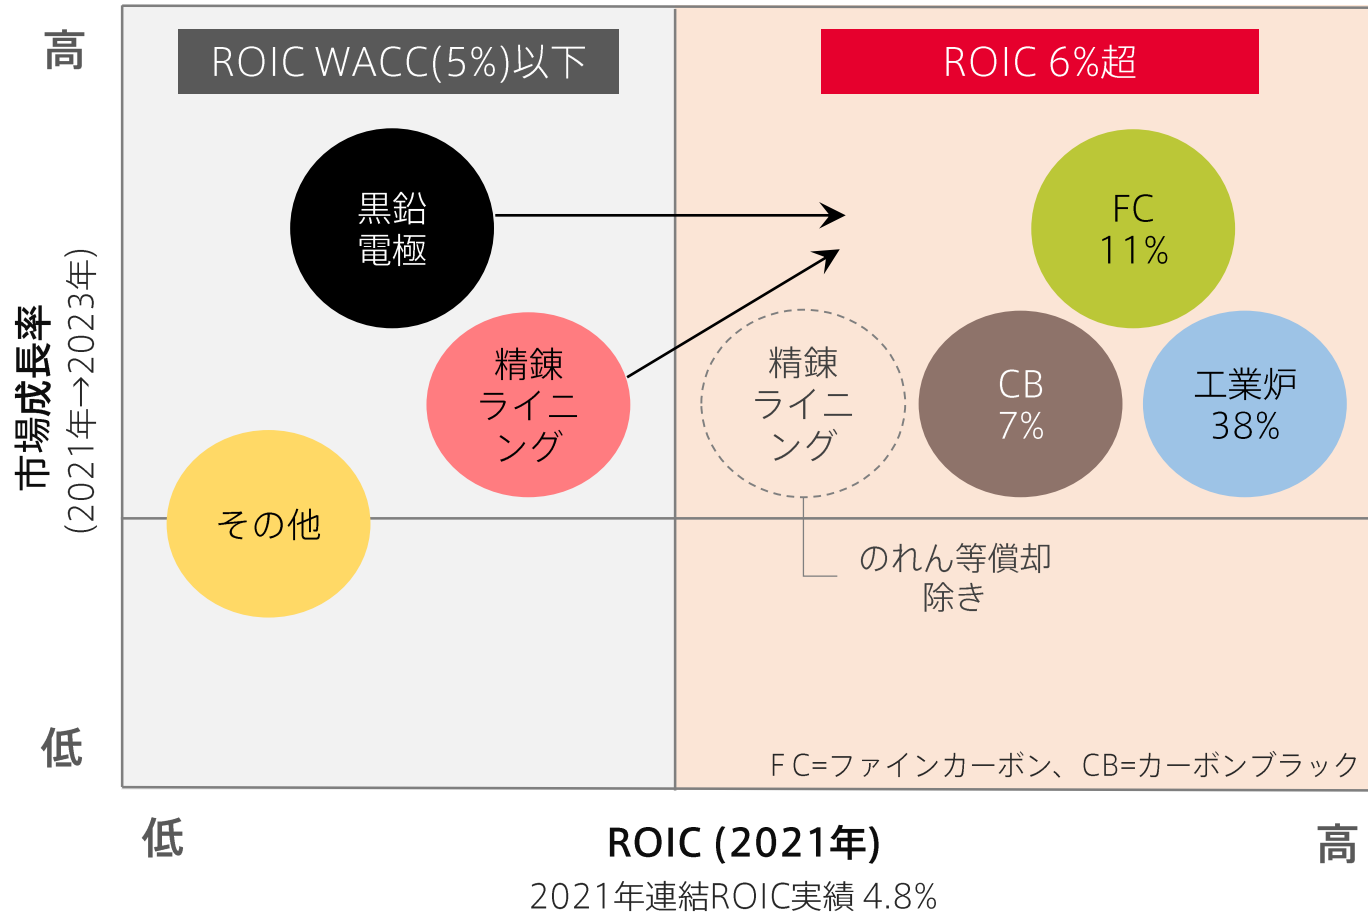 高
ROIC WACC(5%)以下
ROIC 6%超
黒鉛
電極
FC
11%
精錬
ライニ
ング
精錬
ライニ
ング
CB
7%
工業炉
38%
市場成長率
(2021年→2023年)
その他
のれん等償却
除き
低
F C=ファインカーボン、CB=カーボンブラック
低
ROIC (2021年)
高
2021年連結ROIC実績 4.8%